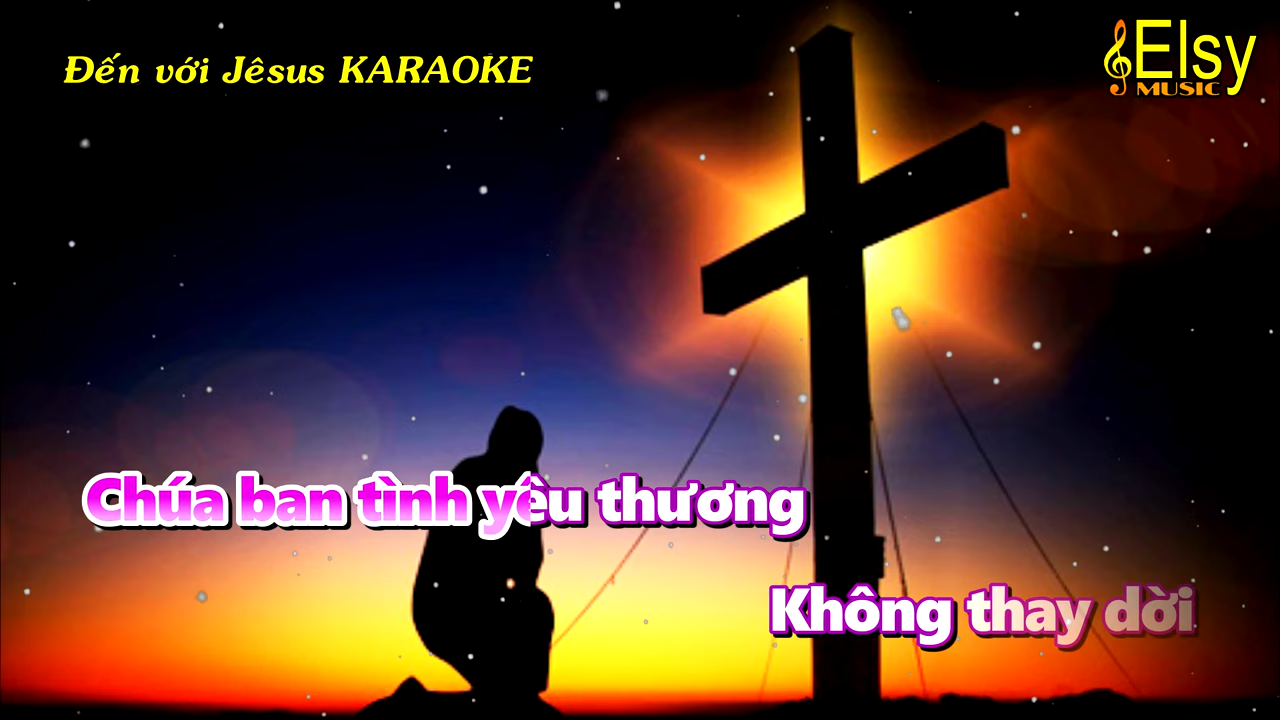 Đến với Jêsus KARAOKE
Elsy
MUSIC
Chúa ban tình yêu thương
Không thay dời